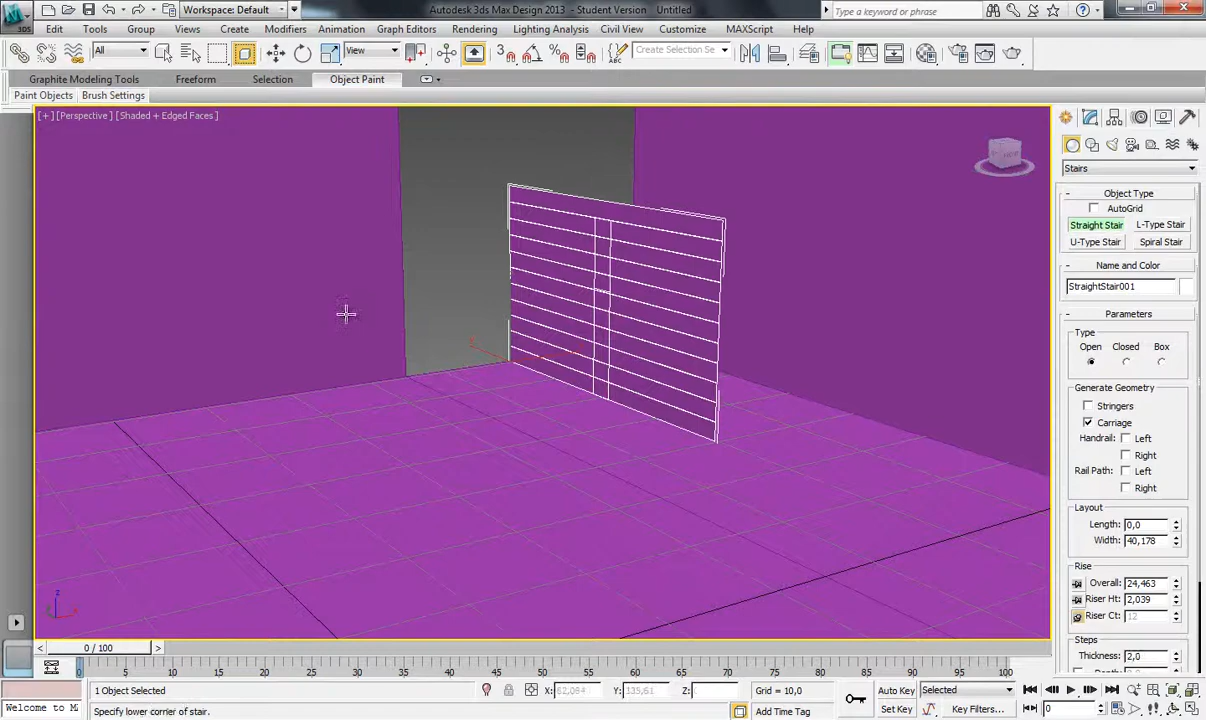 Workspace: Default
Autodesk 3ds Max Design 2013 - Student Version Untitled
Type a keyword or phrase
3DS
Edit Tools Group Views Create Modifiers Animation Graph Editors Rendering Lighting Analysis Civil View Customize MAXScript Help
All View Create Selection Se
Graphite Modeling Tools Freeform Selection Object Paint
Paint Objects Brush Settings
[+] [Perspective] [Shaded + Edged Faces]
Stairs
Object Type
AutoGrid
Straight Stair L-Type Stair
U-Type Stair Spiral Stair
Name and Color
StraightStair001
Parameters
Type
Open Closed Box
Generate Geometry
Stringers
Carriage
Handrail: Left
Right
Rail Path: Left
Right
Layout
Length: 0,0
Width: 40,178
Rise
Overall: 24,463
Riser Ht: 2,039
Riser Ct: 12
Steps
Thickness: 2,0
0 / 100
0 5 10 15 20 25 30 35 40 45 50 55 60 65 70 75 80 85 90 95 100
1 Object Selected X: Y: 135,61 Z: Grid = 10,0 Auto Key Selected
Welcome to M Specify lower corrier of stair. Add Time Tag Set Key Key Filters... 0